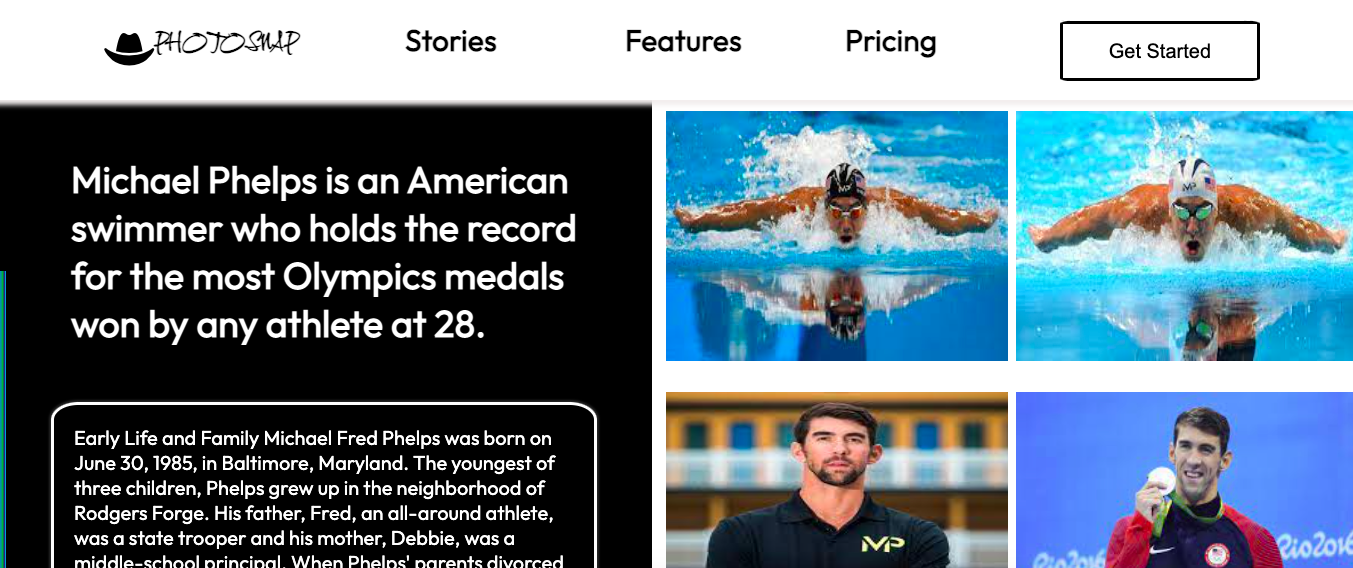 PHOTOSNAP
Stories
Features
Pricing
Get Started
Michael Phelps is an American
swimmer who holds the record
for the most Olympics medals
won by any athlete at 28.
Early Life and Family Michael Fred Phelps was born on
June 30, 1985, in Baltimore, Maryland. The youngest of
three children, Phelps grew up in the neighborhood of
Rodgers Forge. His father, Fred, an all-around athlete,
was a state trooper and his mother, Debbie, was a
middle-school principal. When Phelps' parents divorced
MP
MP
MP
Rio2016
Rio2016